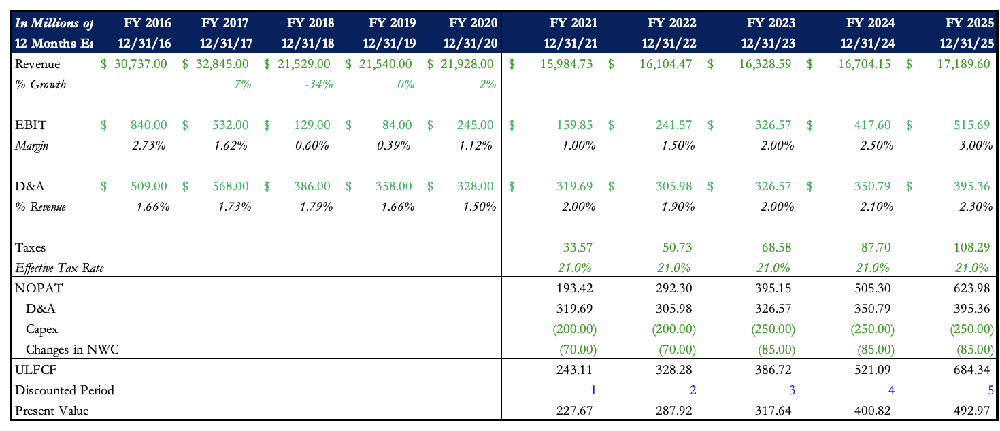 In Millions of FY 2016 FY 2017 FY 2018 FY 2019 FY 2020 FY 2021 FY 2022 FY 2023 FY 2024 FY 2025
12 Months 12/31/16 12/31/17 12/31/18 12/31/19 12/31/20 12/31/21 12/31/22 12/31/23 12/31/24 12/31/25
Revenue $ 30,737.00 $ 32,845.00 $ 21,529.00 $ 21,540.00 $ 21,928.00 $ 15,984.73 $ 16,104.47 $ 16,328.59 $ 16,704.15 $ 17,189.60
% Growth 7% -34% 0% 2%
EBIT $ 840.00 $ 532.00 $ 129.00 $ 84.00 $ 245.00 $ 159.85 $ 241.57 $ 326.57 $ 417.60 $ 515.69
Margin 2.73% 1.62% 0.60% 0.39% 1.12% 1.00% 1.50% 2.00% 2.50% 3.00%
D&A $ 509.00 $ 568.00 $ 386.00 $ 358.00 $ 328.00 $ 319.69 $ 305.98 $ 326.57 $ 350.79 $ 395.36
% Revenue 1.66% 1.73% 1.79% 1.66% 1.50% 2.00% 1.90% 2.00% 2.10% 2.30%
Taxes 33.57 50.73 68.58 87.70 108.29
Effective Tax Rate 21.0% 21.0% 21.0% 21.0% 21.0%
NOPAT 193.42 292.30 395.15 505.30 623.98
D&A 319.69 305.98 326.57 350.79 395.36
Capex (200.00) (200.00) (250.00) (250.00) (250.00)
Changes in NWC (70.00) (70.00) (85.00) (85.00) (85.00)
ULFCF 243.11 328.28 386.72 521.09 684.34
Discounted Period 1 2 3 4 5
Present Value 227.67 287.92 317.64 400.82 492.97